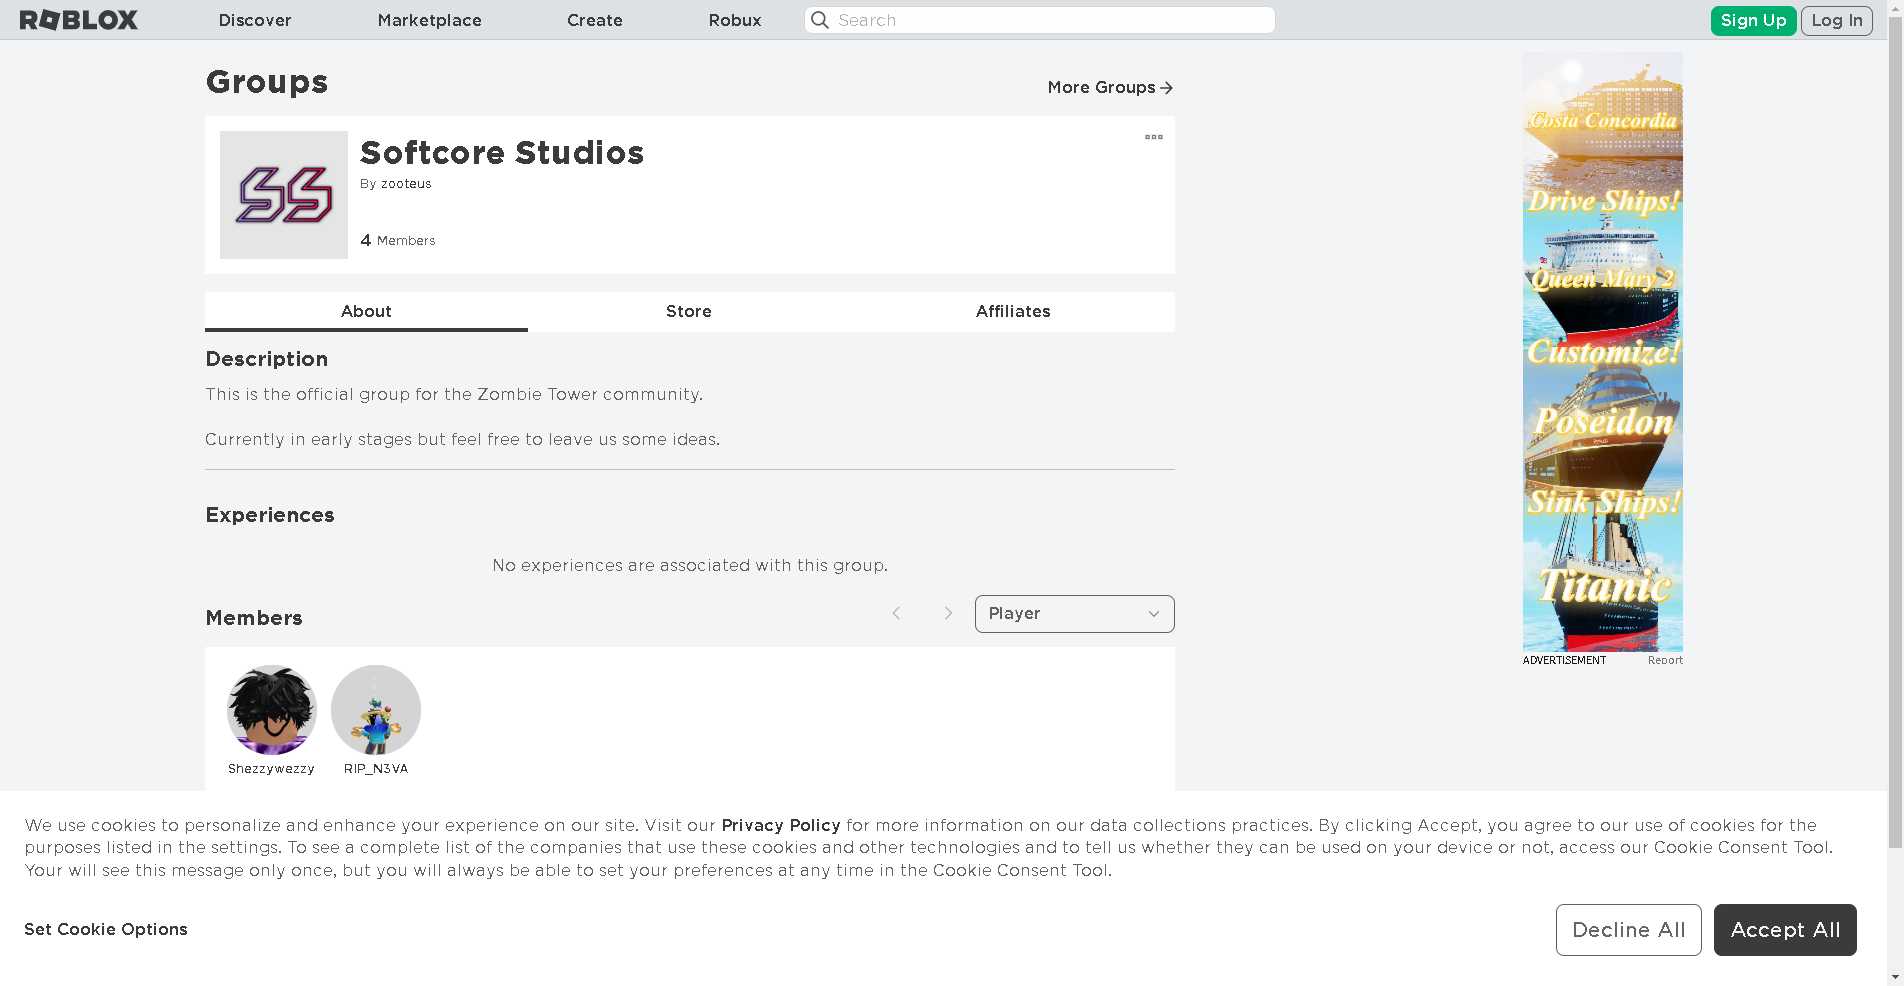 ROBLOX Discover Marketplace Create Robux Search Sign Up Log In
Groups
More Groups
SS
Softcore Studios
By zooteus
4 Members
About Store Affiliates
Description
This is the official group for the Zombie Tower community.
Currently in early stages but feel free to leave us some ideas.
Experiences
No experiences are associated with this group.
Members
Player
Shezzywezzy RIP_N3VA
Costa Concordia
Drive Ships!
Queen Mary 2
Customize!
Poseidon
Sink Ships!
Titanic
ADVERTISEMENT Report
We use cookies to personalize and enhance your experience on our site. Visit our Privacy Policy for more information on our data collections practices. By clicking Accept, you agree to our use of cookies for the
purposes listed in the settings. To see a complete list of the companies that use these cookies and other technologies and to tell us whether they can be used on your device or not, access our Cookie Consent Tool.
Your will see this message only once, but you will always be able to set your preferences at any time in the Cookie Consent Tool.
Set Cookie Options
Decline All Accept All